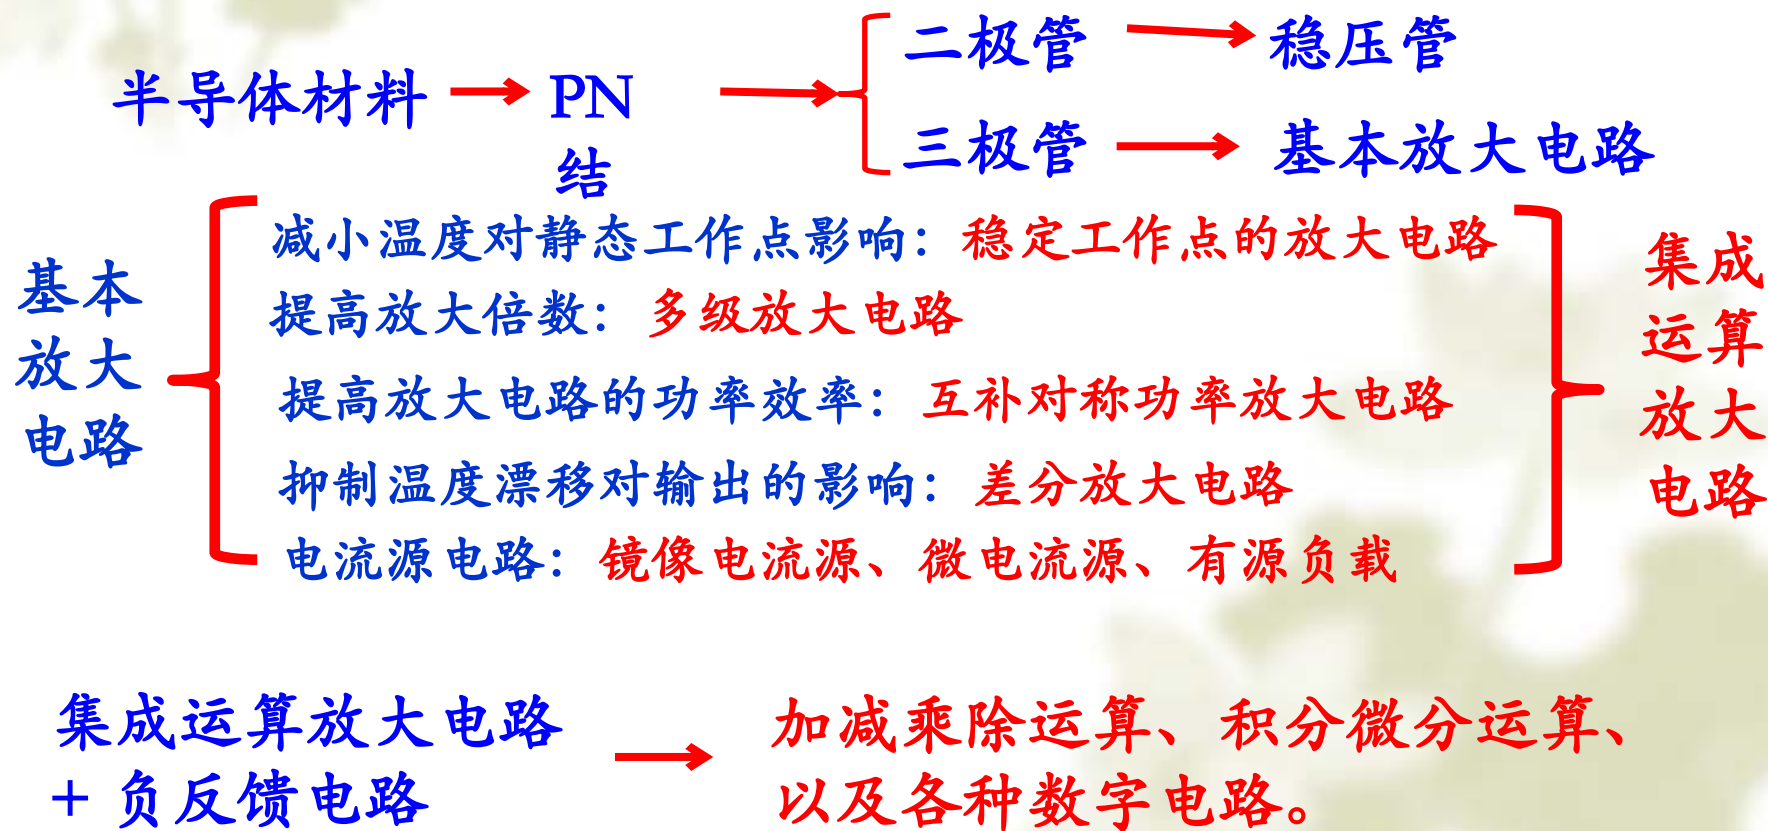 半导体材料 PN结 二极管 稳压管
三极管 基本放大电路
基本放大电路
减小温度对静态工作点影响：稳定工作点的放大电路
提高放大倍数：多级放大电路
提高放大电路的功率效率：互补对称功率放大电路
抑制温度漂移对输出的影响：差分放大电路
电流源电路：镜像电流源、微电流源、有源负载
集成运算放大电路
集成运算放大电路
+ 负反馈电路
加减乘除运算、积分微分运算、
以及各种数字电路。